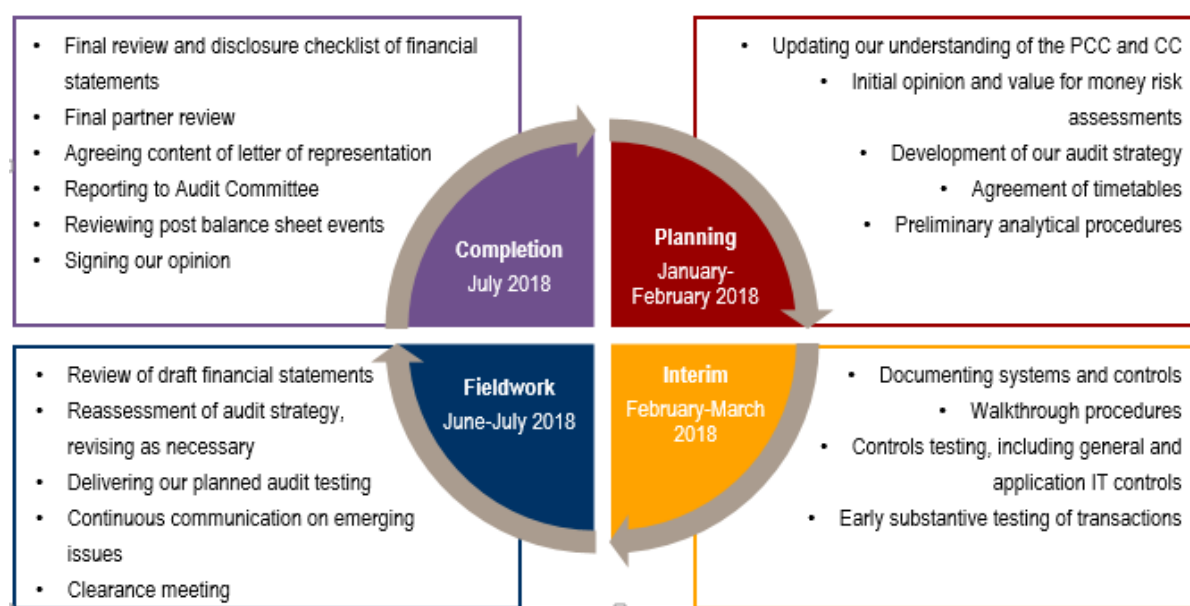 • Final review and disclosure checklist of financial
statements
• Final partner review
• Agreeing content of letter of representation
• Reporting to Audit Committee
• Reviewing post balance sheet events
• Signing our opinion
Completion
July 2018
• Updating our understanding of the PCC and CC
• Initial opinion and value for money risk
assessments
• Development of our audit strategy
• Agreement of timetables
• Preliminary analytical procedures
Planning
January-
February 2018
• Review of draft financial statements
• Reassessment of audit strategy,
revising as necessary
• Delivering our planned audit testing
• Continuous communication on emerging
issues
• Clearance meeting
Fieldwork
June-July 2018
Interim
February-March
2018
• Documenting systems and controls
• Walkthrough procedures
• Controls testing, including general and
application IT controls
• Early substantive testing of transactions